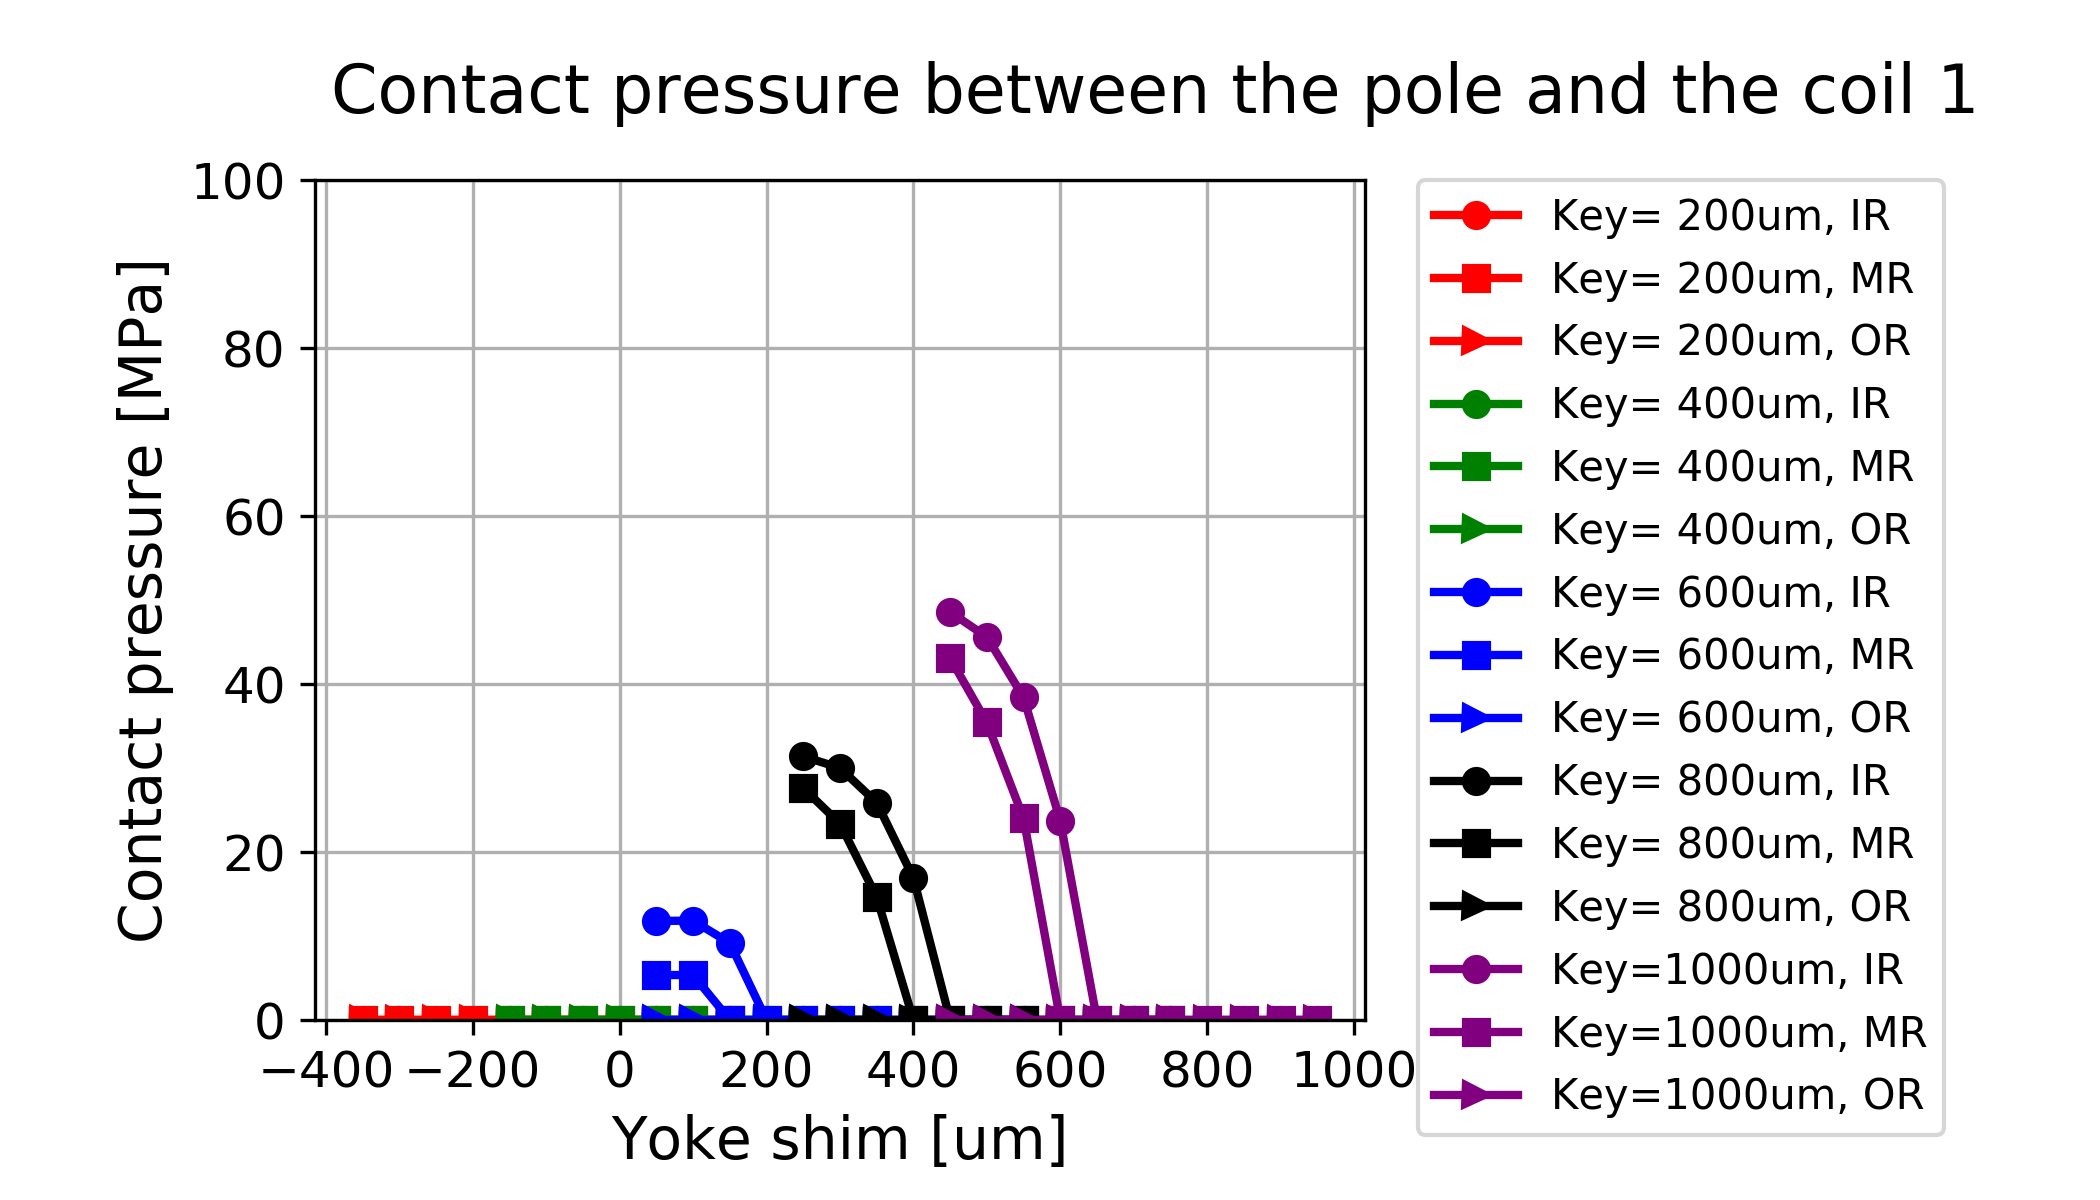 Contact pressure between the pole and the coil 1
Contact pressure [MPa]
100
80
60
40
20
0
−400 −200 0 200 400 600 800 1000
Yoke shim [um]
Key= 200um, IR
Key= 200um, MR
Key= 200um, OR
Key= 400um, IR
Key= 400um, MR
Key= 400um, OR
Key= 600um, IR
Key= 600um, MR
Key= 600um, OR
Key= 800um, IR
Key= 800um, MR
Key= 800um, OR
Key=1000um, IR
Key=1000um, MR
Key=1000um, OR